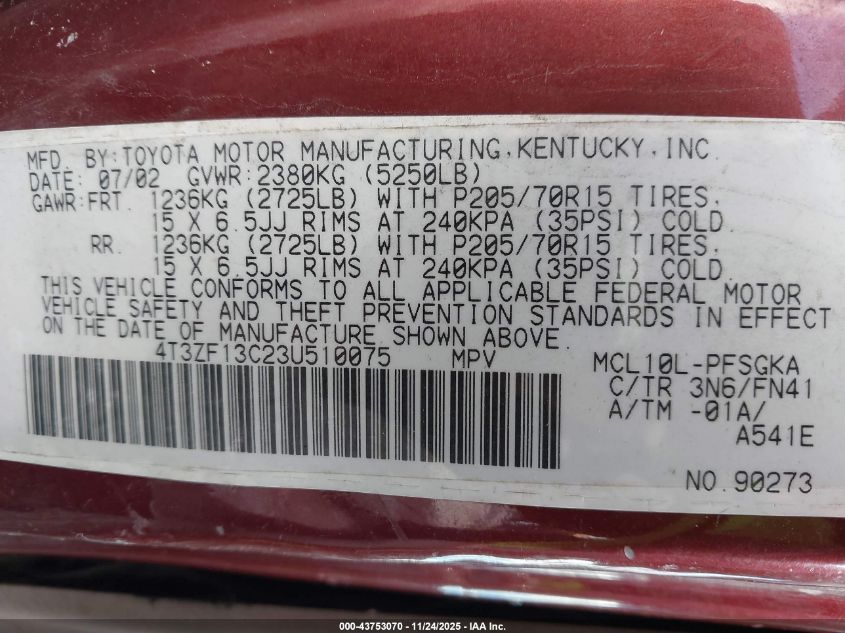 MFD. BY:TOYOTA MOTOR MANUFACTURING,KENTUCKY,INC.
DATE: 07/02 GVWR:2380KG (5250LB)
GAWR:FRT. 1236KG (2725LB) WITH P205/70R15 TIRES.
15 X 6.5JJ RIMS AT 240KPA (35PSI) COLD.
RR. 1236KG (2725LB) WITH P205/70R15 TIRES.
15 X 6.5JJ RIMS AT 240KPA (35PSI) COLD.
THIS VEHICLE CONFORMS TO ALL APPLICABLE FEDERAL MOTOR
VEHICLE SAFETY AND THEFT PREVENTION STANDARDS IN EFFECT
ON THE DATE OF MANUFACTURE SHOWN ABOVE.
4T3ZF13C23U510075 MPV
MCL10L-PFSGKA
C/TR 3N6/FN41
A/TM -01A/
A541E
NO.90273
000-43753070 • 11/24/2025 • IAA Inc.